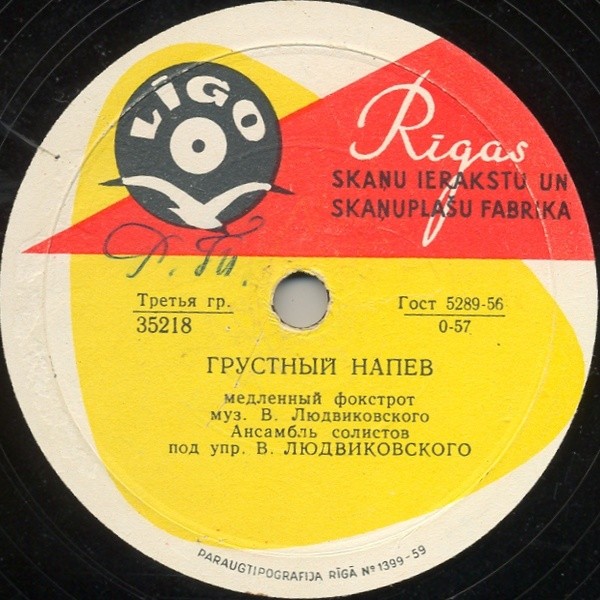 LĪGO
Rīgas
SKAŅU IERAKSTU UN
SKAŅUPLAŠU FABRIKA
Третья гр.
35218
Гост 5289-56
0-57
ГРУСТНЫЙ НАПЕВ
медленный фокстрот
муз. В. Людвиковского
Ансамбль солистов
под упр. В. ЛЮДВИКОВСКОГО
PARAUGTIPOGRAFIJA RĪGĀ Nº 1399-59